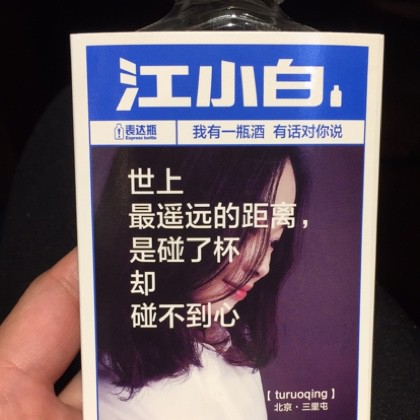 江小白
表达瓶
Express bottle
我有一瓶酒 有话对你说
世上
最遥远的距离，
是碰了杯
却
碰不到心
【 turuoqing 】
北京·三里屯